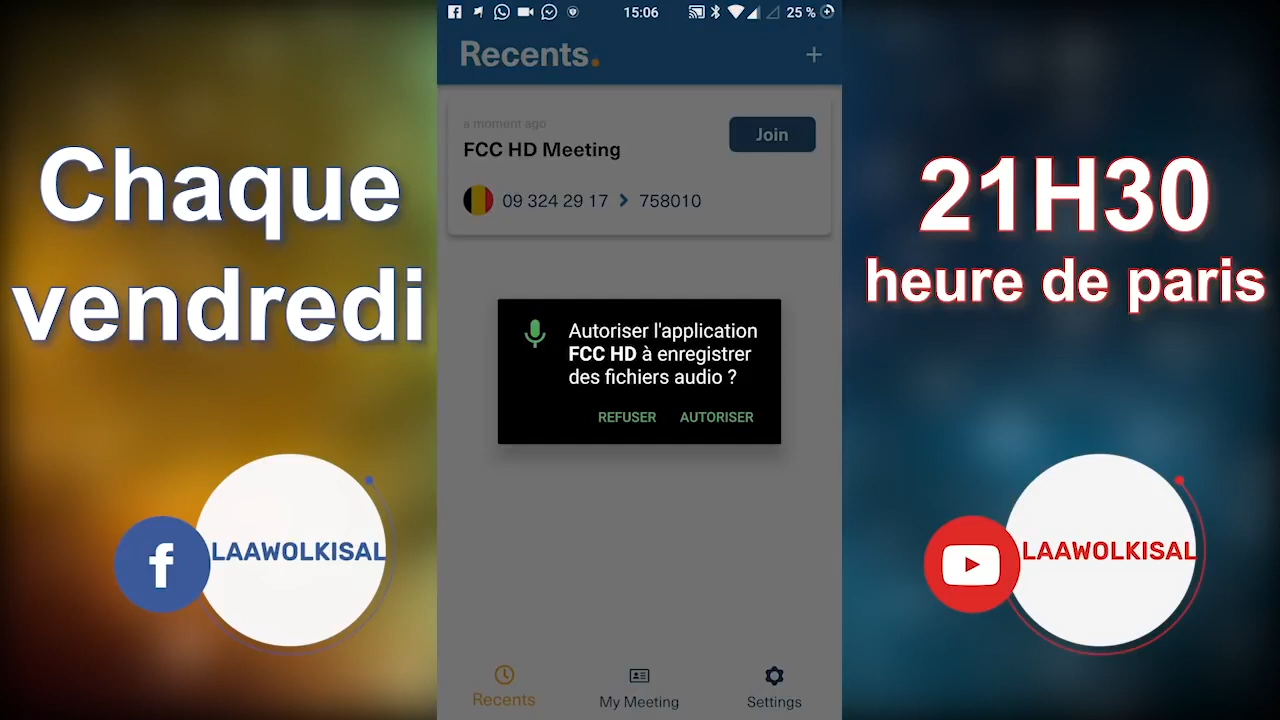 Chaque
vendredi
LAAWOLKISAL
15:06
25 %
Recents.
a moment ago
FCC HD Meeting
Join
09 324 29 17 > 758010
Autoriser l'application
FCC HD à enregistrer
des fichiers audio ?
REFUSER AUTORISER
Recents
My Meeting
Settings
21H30
heure de paris
LAAWOLKISAL